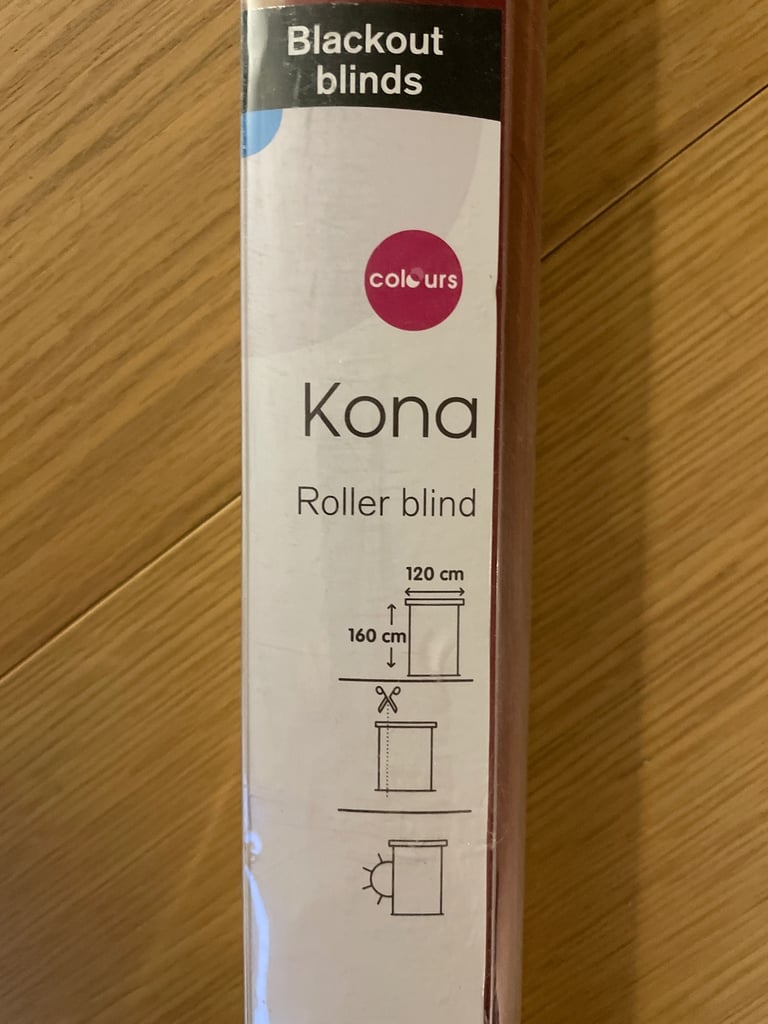 Blackout
blinds
colours
Kona
Roller blind
120 cm
160 cm